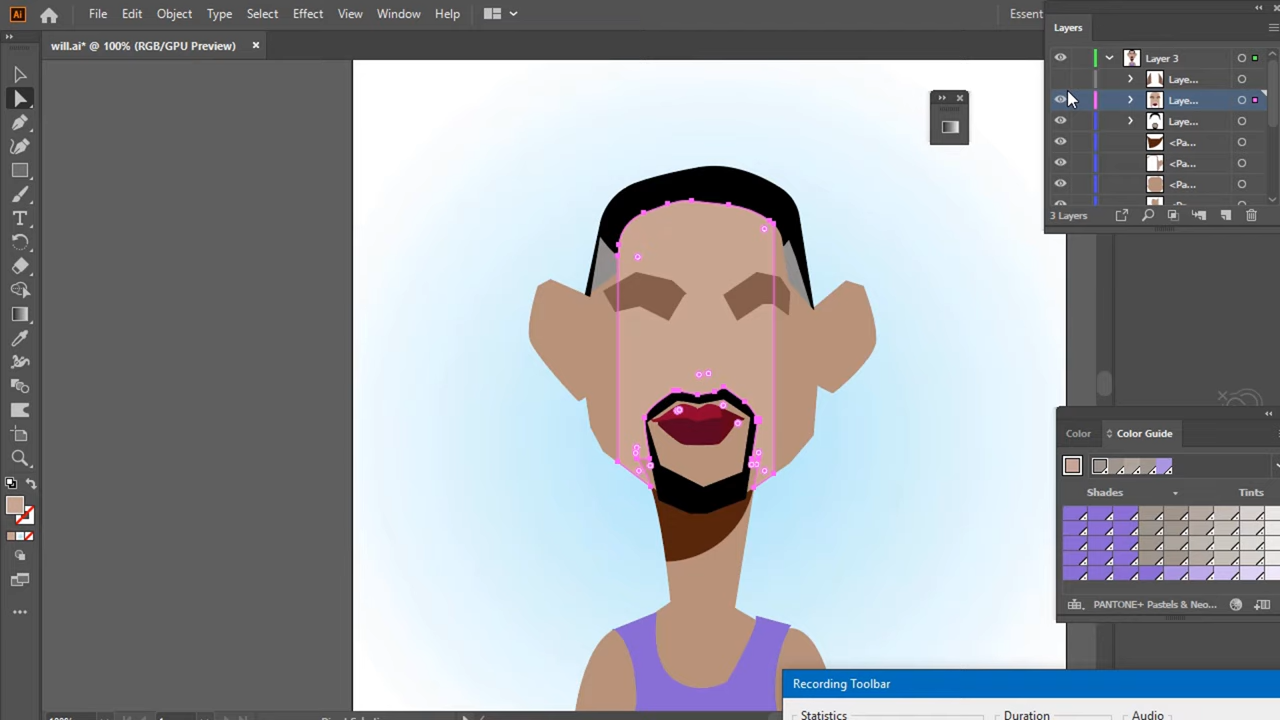 Ai File Edit Object Type Select Effect View Window Help Essent
will.ai* @ 100% (RGB/GPU Preview) ×
Layers
Layer 3
Laye...
Laye...
Laye...
<Pa...
<Pa...
<Pa...
3 Layers
Color Color Guide
Shades Tints
PANTONE+ Pastels & Neo...
Recording Toolbar
Statistics Duration Audio